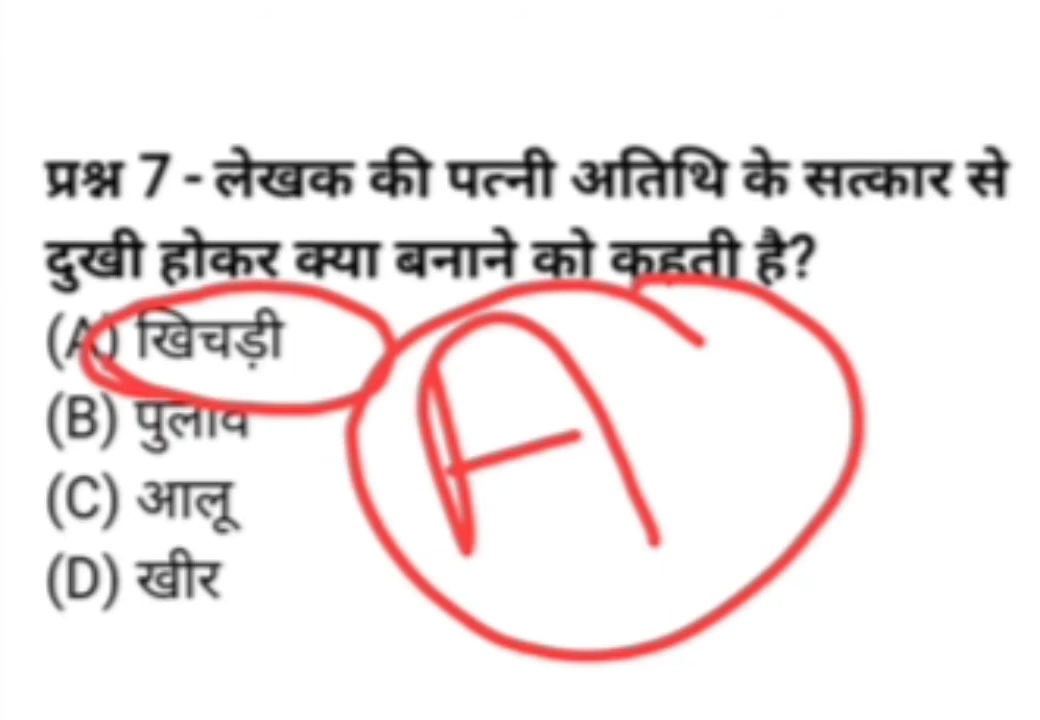 प्रश्न 7 - लेखक की पत्नी अतिथि के सत्कार से
दुखी होकर क्या बनाने को कहती है?
(A) खिचड़ी
(B) पुलाव
(C) आलू
(D) खीर
A